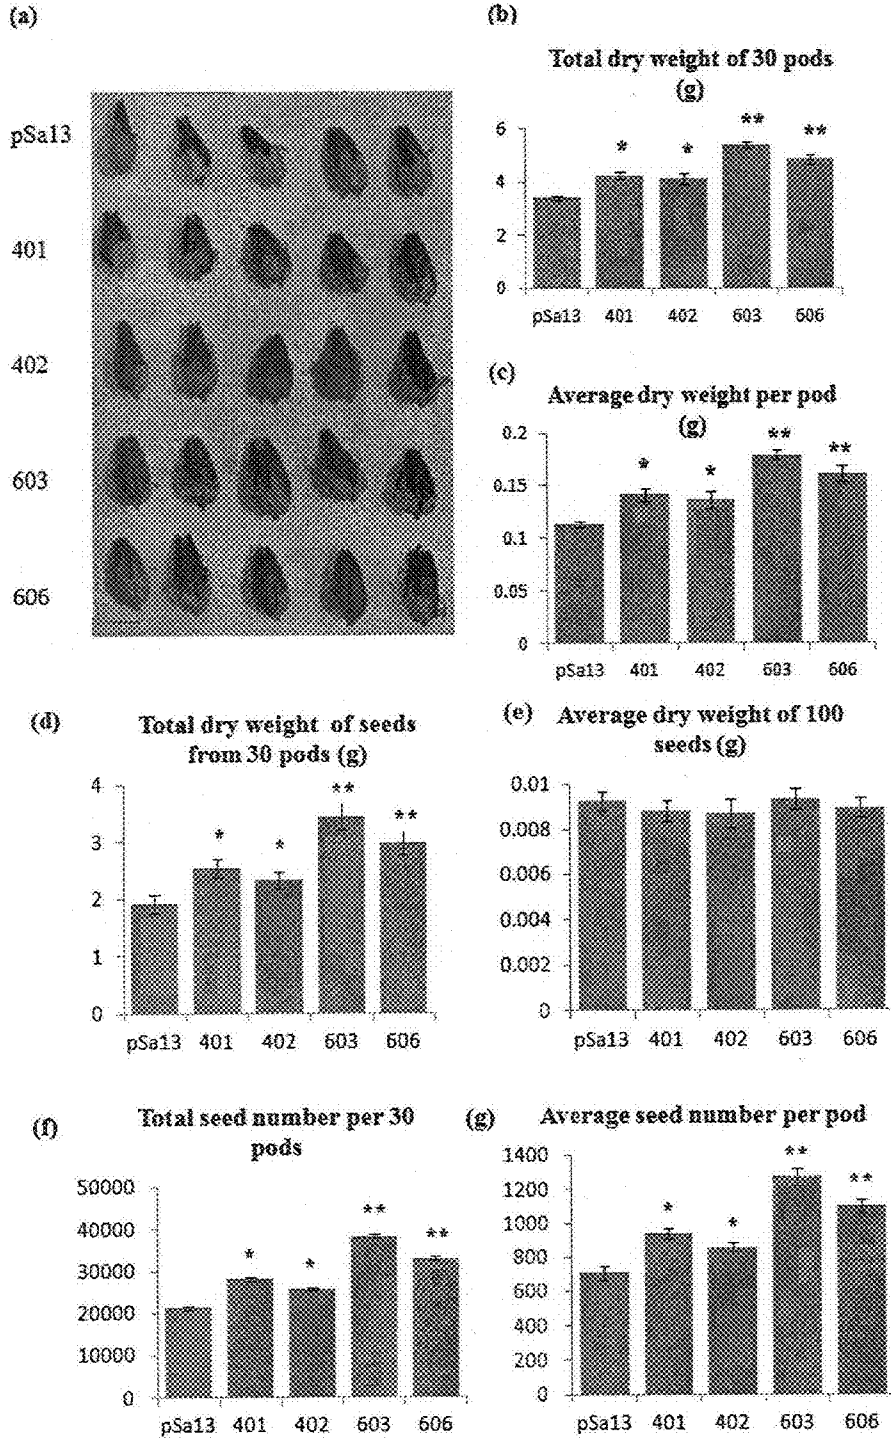 (a)
pSa13
401
402
603
606
(b)
Total dry weight of 30 pods
(g)
6
4
2
0
* * ** **
pSa13 401 402 603 606
(c)
Average dry weight per pod
(g)
0.2
0.15
0.1
0.05
0
* * ** **
pSa13 401 402 603 606
(d)
Total dry weight of seeds
from 30 pods (g)
4
3
2
1
0
* * ** **
pSa13 401 402 603 606
(e)
Average dry weight of 100
seeds (g)
0.01
0.008
0.006
0.004
0.002
0
pSa13 401 402 603 606
(f)
Total seed number per 30
pods
50000
40000
30000
20000
10000
0
* * ** **
pSa13 401 402 603 606
(g)
Average seed number per pod
1400
1200
1000
800
600
400
200
0
* * ** **
pSa13 401 402 603 606